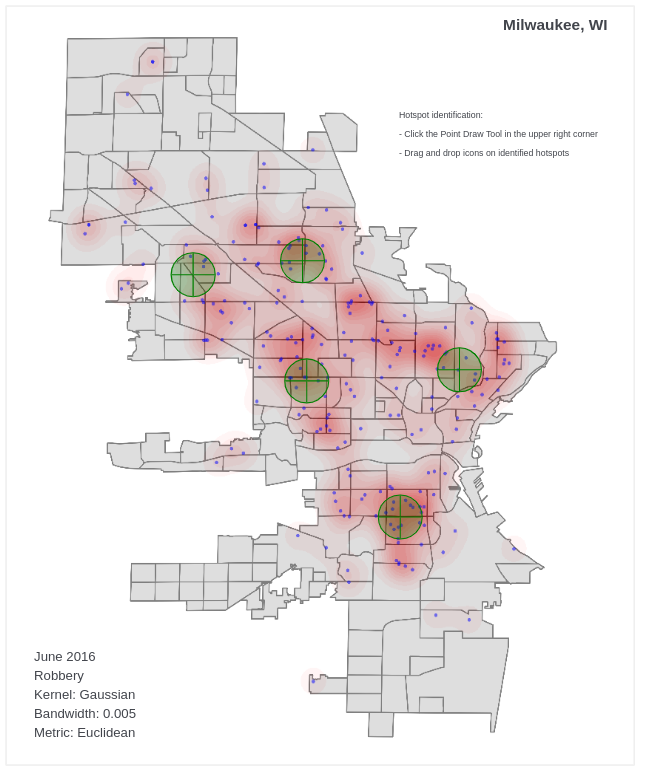 Milwaukee, WI
Hotspot identification:
- Click the Point Draw Tool in the upper right corner
- Drag and drop icons on identified hotspots
June 2016
Robbery
Kernel: Gaussian
Bandwidth: 0.005
Metric: Euclidean